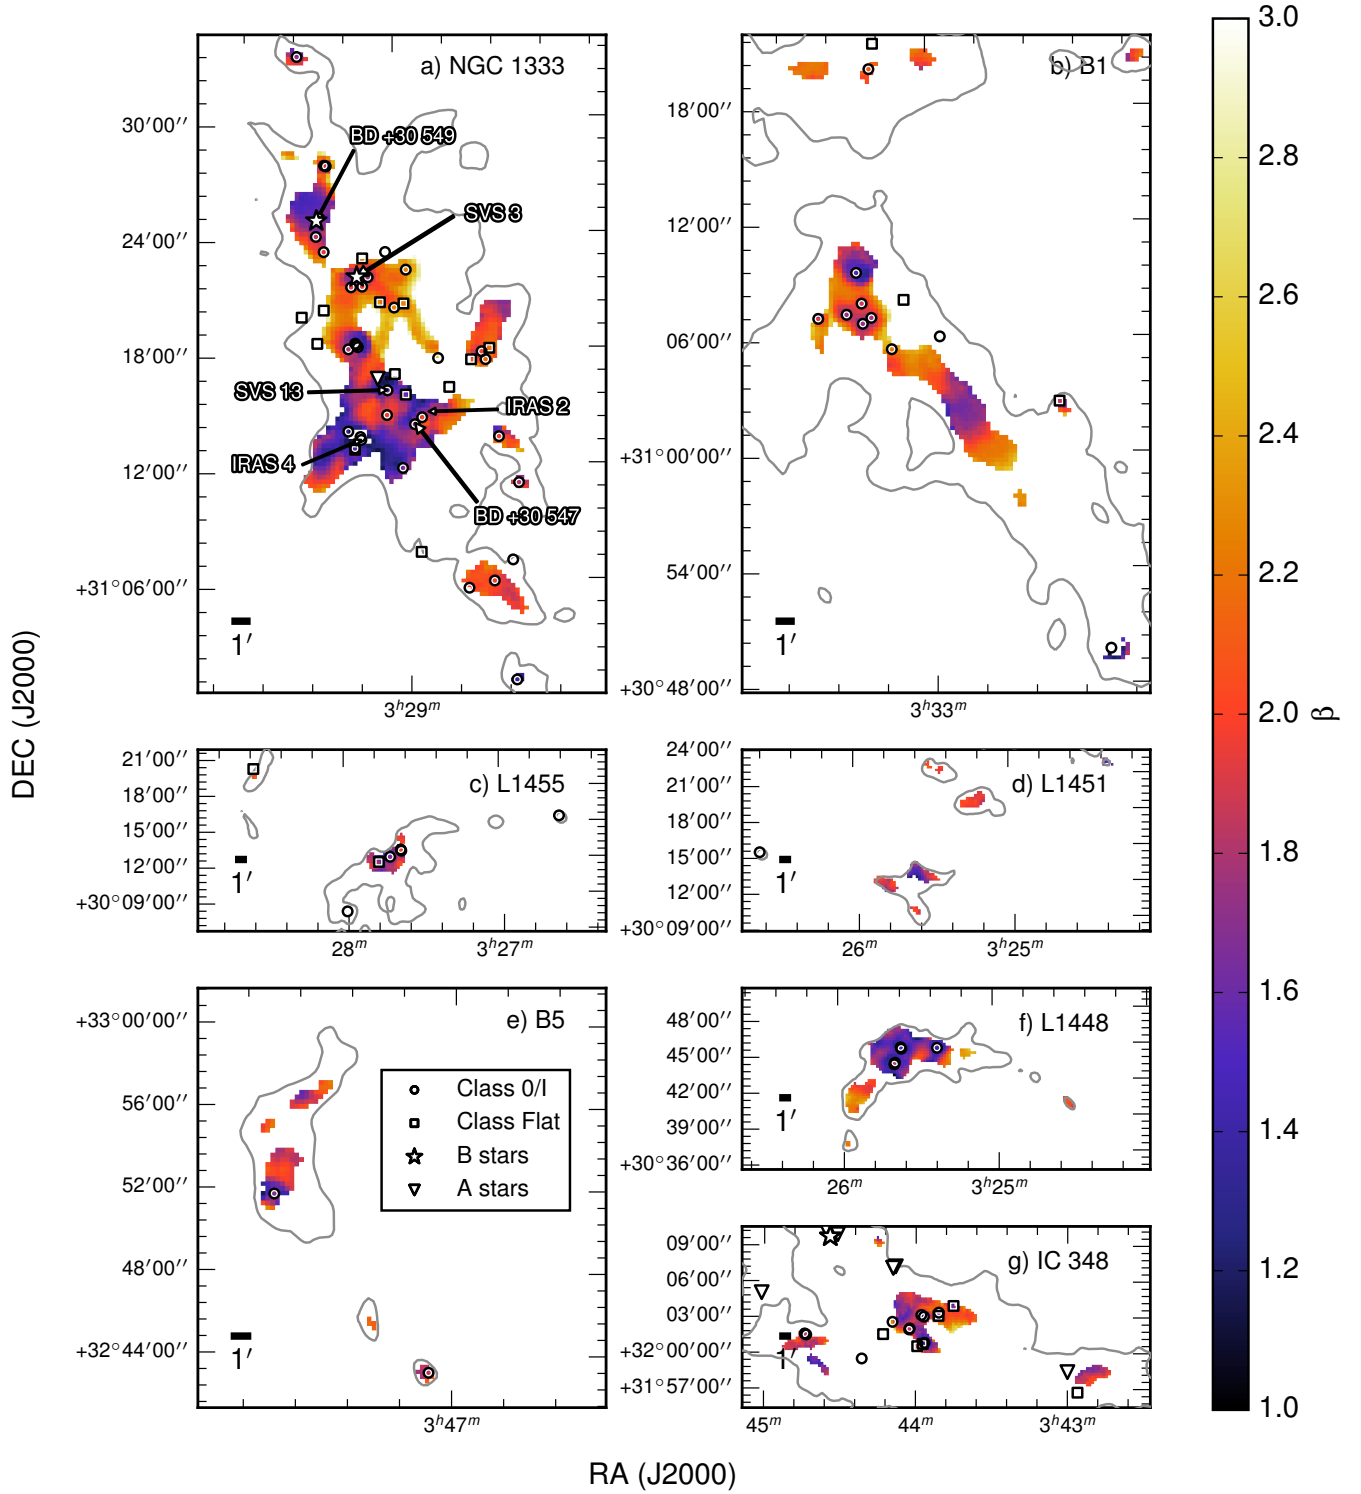 a) NGC 1333
30′00′′
24′00′′
18′00′′
12′00′′
+31°06′00′′
BD +30 549
SVS 3
SVS 13
IRAS 2
IRAS 4
BD +30 547
1′
3ʰ29ᵐ
b) B1
18′00′′
12′00′′
06′00′′
+31°00′00′′
54′00′′
+30°48′00′′
1′
3ʰ33ᵐ
c) L1455
21′00′′
18′00′′
15′00′′
12′00′′
+30°09′00′′
1′
28ᵐ
3ʰ27ᵐ
d) L1451
24′00′′
21′00′′
18′00′′
15′00′′
12′00′′
+30°09′00′′
1′
26ᵐ
3ʰ25ᵐ
e) B5
+33°00′00′′
56′00′′
52′00′′
48′00′′
+32°44′00′′
Class 0/I
Class Flat
B stars
A stars
1′
3ʰ47ᵐ
f) L1448
48′00′′
45′00′′
42′00′′
39′00′′
+30°36′00′′
1′
26ᵐ
3ʰ25ᵐ
g) IC 348
09′00′′
06′00′′
03′00′′
+32°00′00′′
+31°57′00′′
1′
45ᵐ
44ᵐ
3ʰ43ᵐ
DEC (J2000)
RA (J2000)
3.0
2.8
2.6
2.4
2.2
2.0
1.8
1.6
1.4
1.2
1.0
β